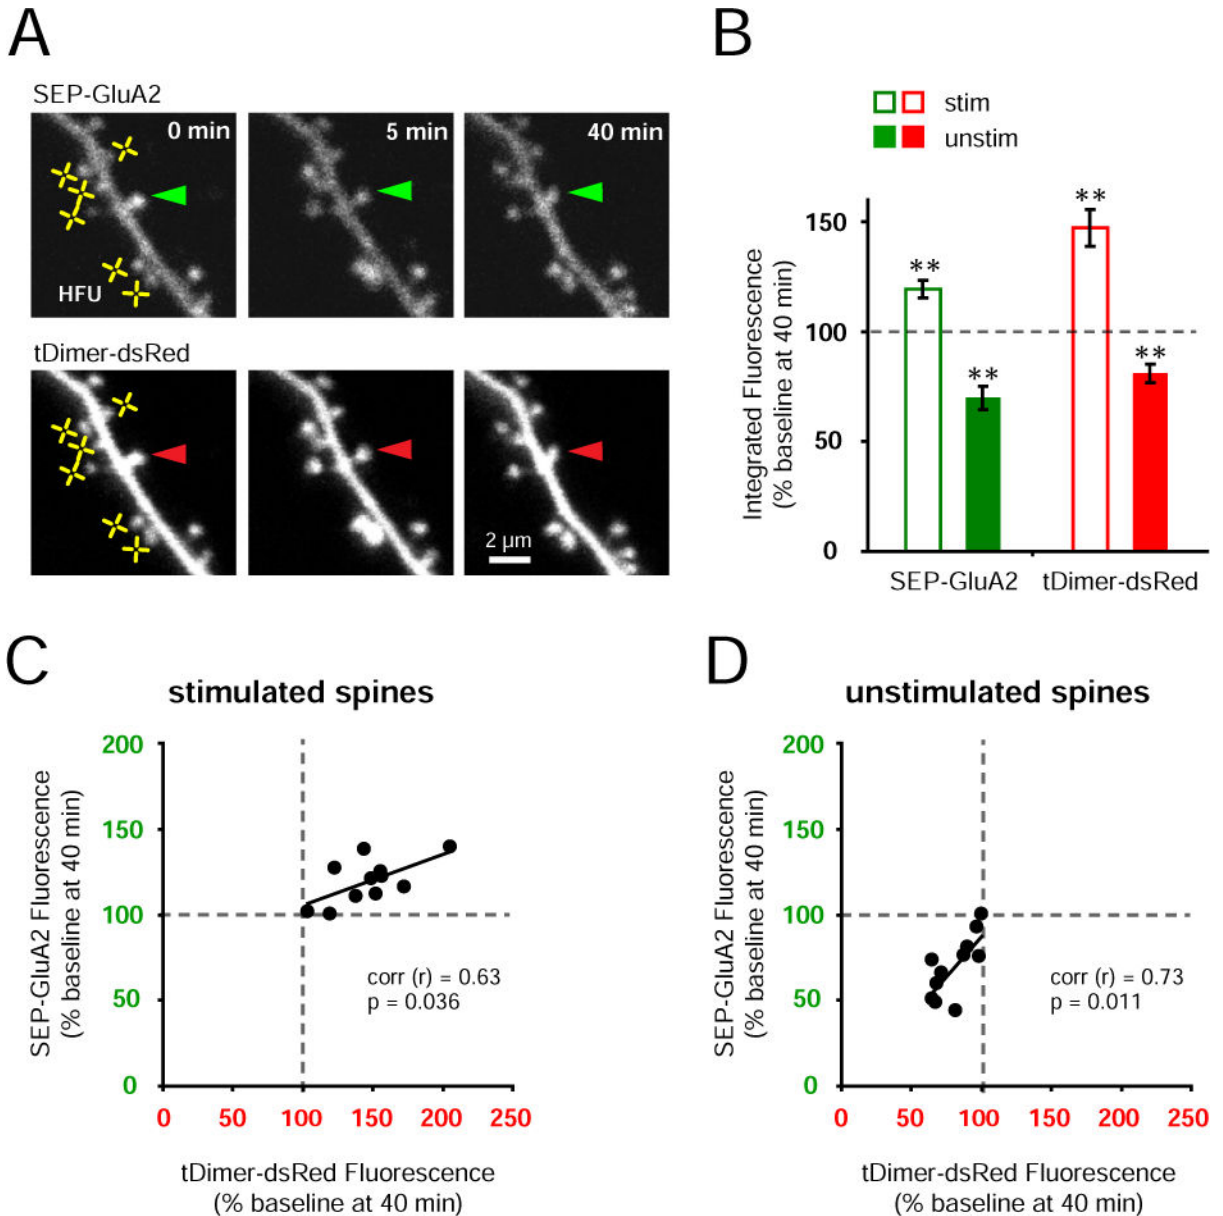 A
SEP-GluA2
0 min
5 min
40 min
HFU
tDimer-dsRed
2 µm
B
stim
unstim
Integrated Fluorescence
(% baseline at 40 min)
150
100
50
0
**
**
**
**
SEP-GluA2
tDimer-dsRed
C
stimulated spines
SEP-GluA2 Fluorescence
(% baseline at 40 min)
200
150
100
50
0
corr (r) = 0.63
p = 0.036
0 50 100 150 200 250
tDimer-dsRed Fluorescence
(% baseline at 40 min)
D
unstimulated spines
SEP-GluA2 Fluorescence
(% baseline at 40 min)
200
150
100
50
0
corr (r) = 0.73
p = 0.011
0 50 100 150 200 250
tDimer-dsRed Fluorescence
(% baseline at 40 min)